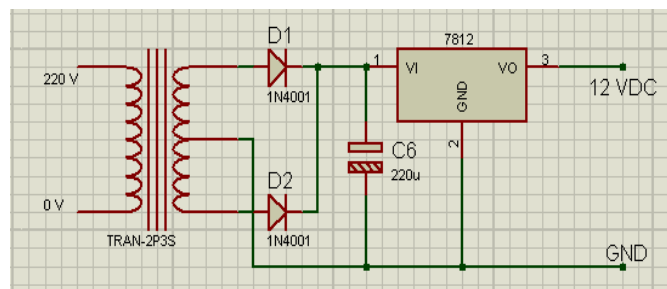 D1
7812
220 V
1
VI
VO
3
1N4001
GND
12 VDC
2
C6
220u
D2
0 V
1N4001
TRAN-2P3S
GND